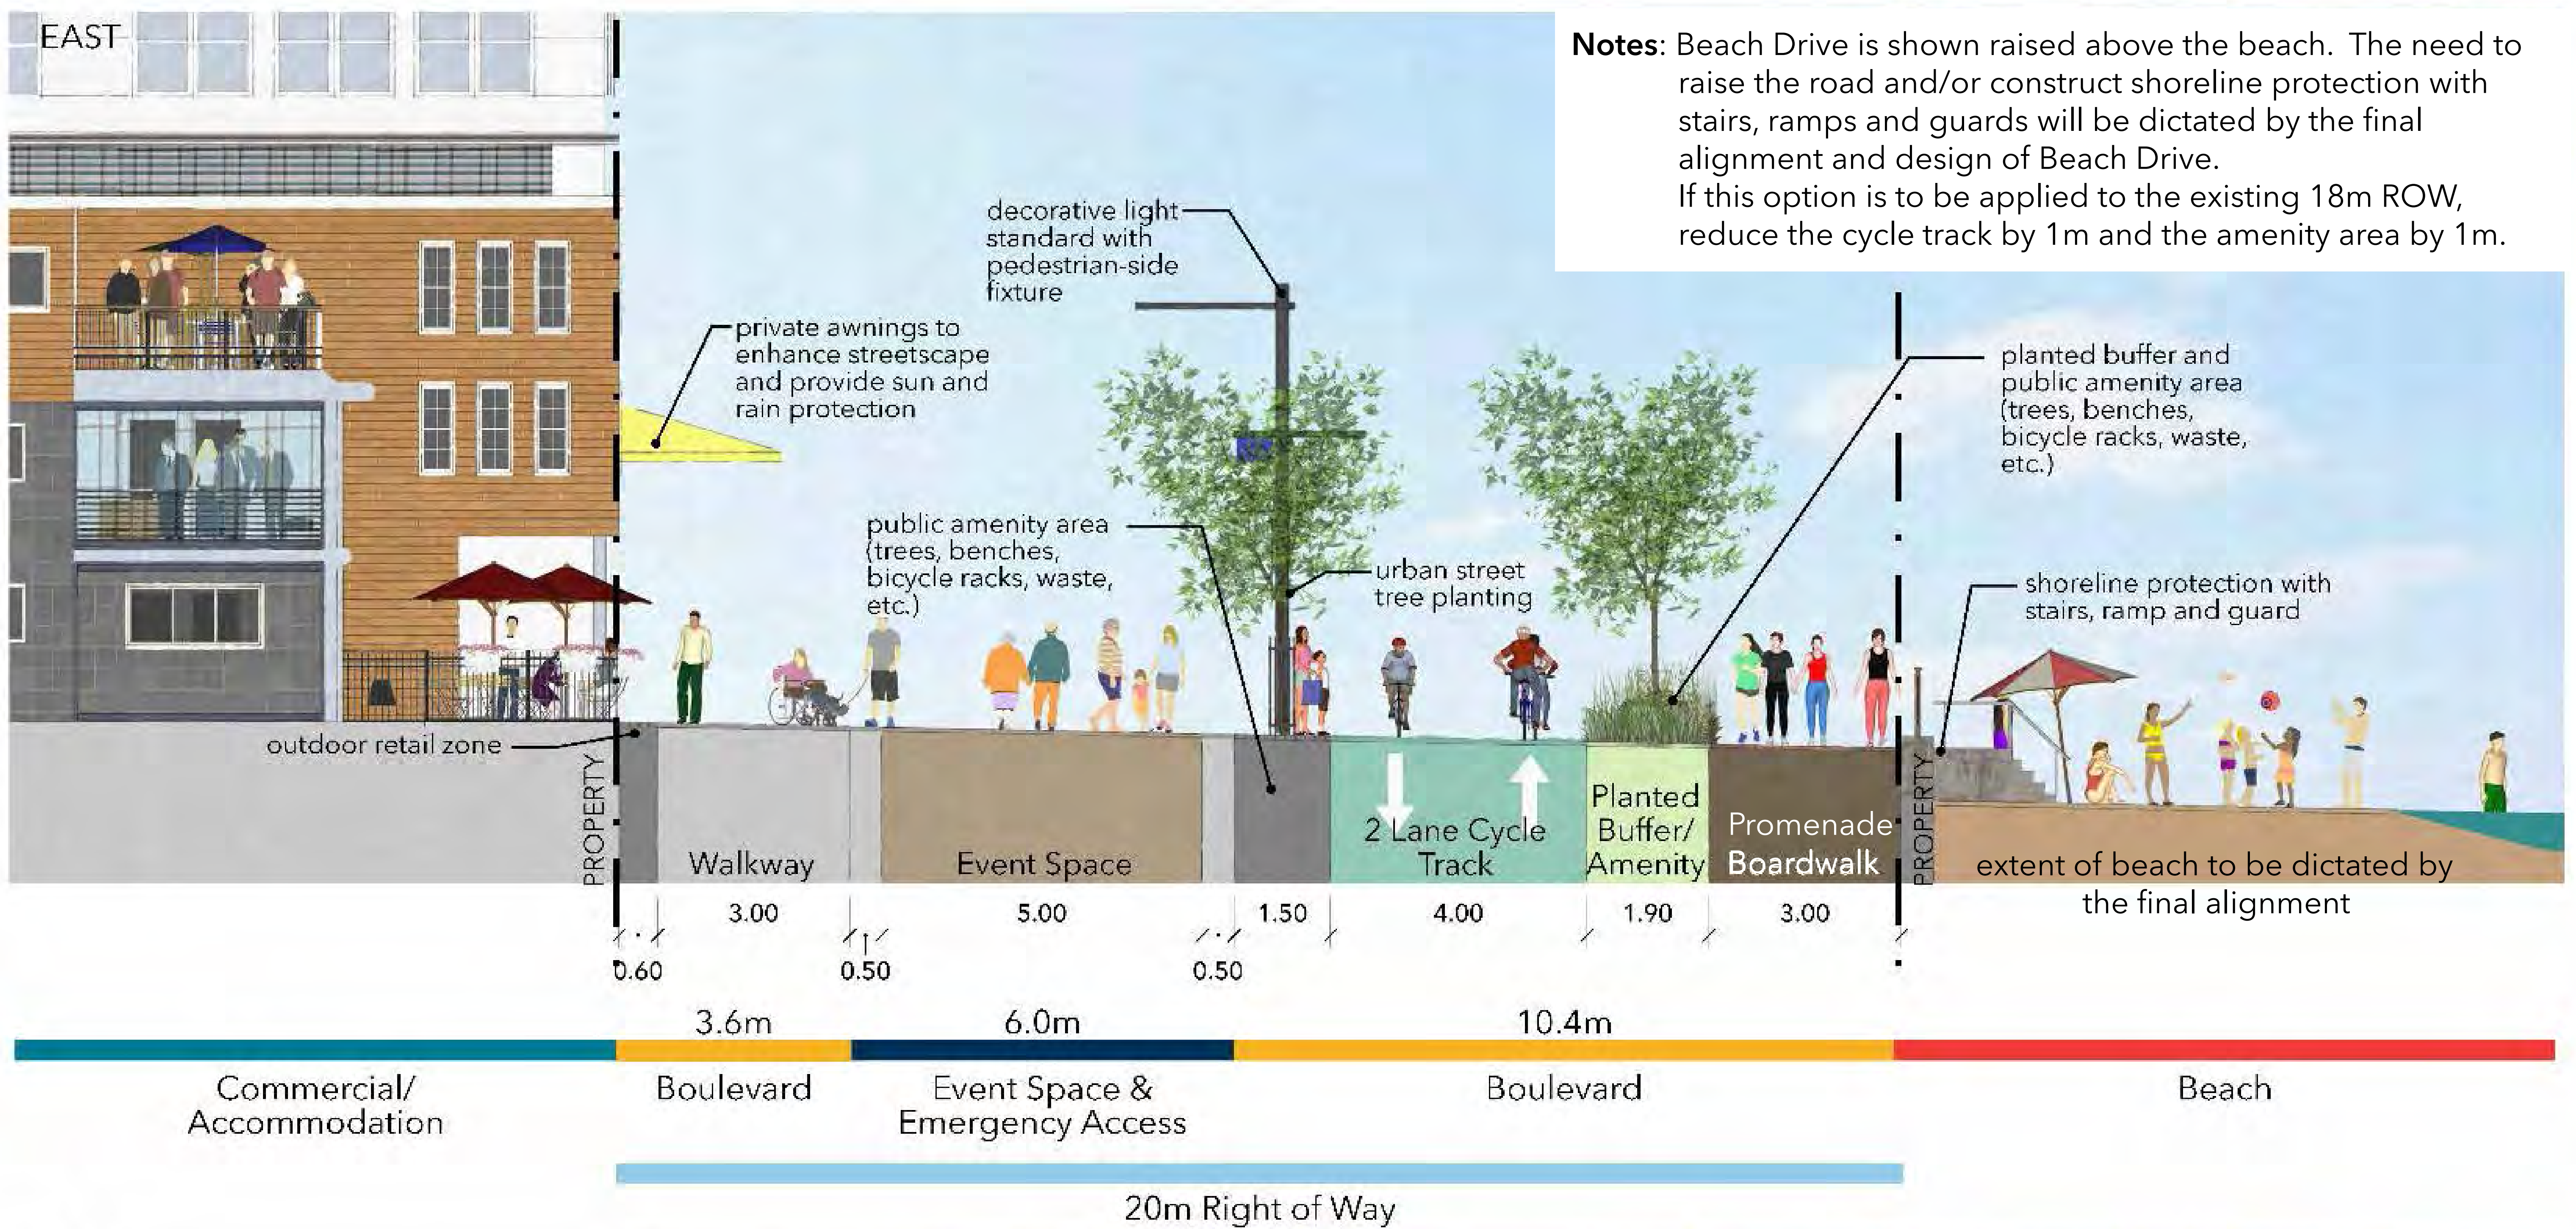 EAST
Notes: Beach Drive is shown raised above the beach. The need to
raise the road and/or construct shoreline protection with
stairs, ramps and guards will be dictated by the final
alignment and design of Beach Drive.
If this option is to be applied to the existing 18m ROW,
reduce the cycle track by 1m and the amenity area by 1m.
decorative light
standard with
pedestrian-side
fixture
private awnings to
enhance streetscape
and provide sun and
rain protection
planted buffer and
public amenity area
(trees, benches,
bicycle racks, waste,
etc.)
public amenity area
(trees, benches,
bicycle racks, waste,
etc.)
urban street
tree planting
shoreline protection with
stairs, ramp and guard
outdoor retail zone
PROPERTY
Walkway
Event Space
2 Lane Cycle
Track
Planted
Buffer/
Amenity
Promenade
Boardwalk
PROPERTY
extent of beach to be dictated by
the final alignment
3.00
5.00
1.50
4.00
1.90
3.00
0.60
0.50
0.50
3.6m
6.0m
10.4m
Commercial/
Accommodation
Boulevard
Event Space &
Emergency Access
Boulevard
Beach
20m Right of Way